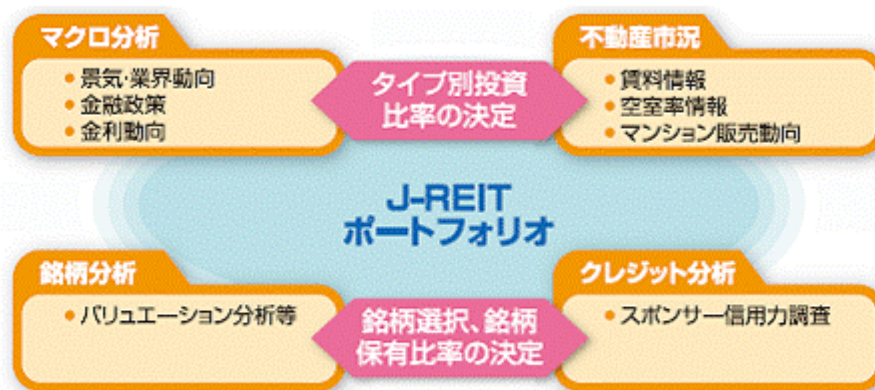 マクロ分析
・景気・業界動向
・金融政策
・金利動向
タイプ別投資
比率の決定
不動産市況
・賃料情報
・空室率情報
・マンション販売動向
J-REIT
ポートフォリオ
銘柄分析
・バリュエーション分析等
銘柄選択、銘柄
保有比率の決定
クレジット分析
・スポンサー信用力調査